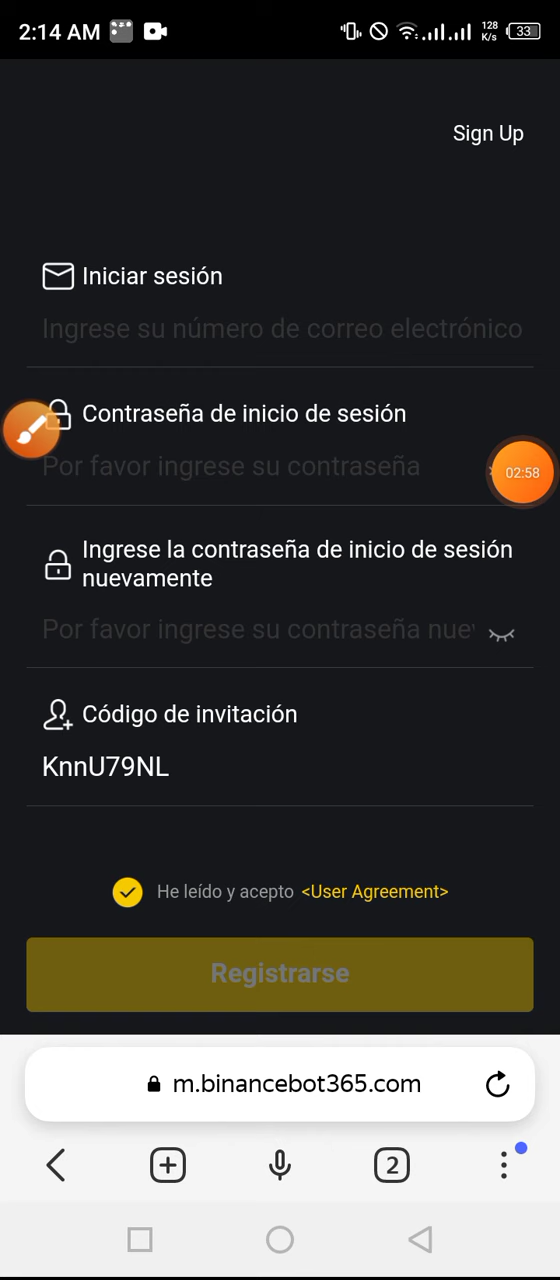 2:14 AM
128
K/s
33
Sign Up
Iniciar sesión
Ingrese su número de correo electrónico
Contraseña de inicio de sesión
Por favor ingrese su contraseña
02:58
Ingrese la contraseña de inicio de sesión
nuevamente
Por favor ingrese su contraseña nuev
Código de invitación
KnnU79NL
He leído y acepto <User Agreement>
Registrarse
m.binancebot365.com
2